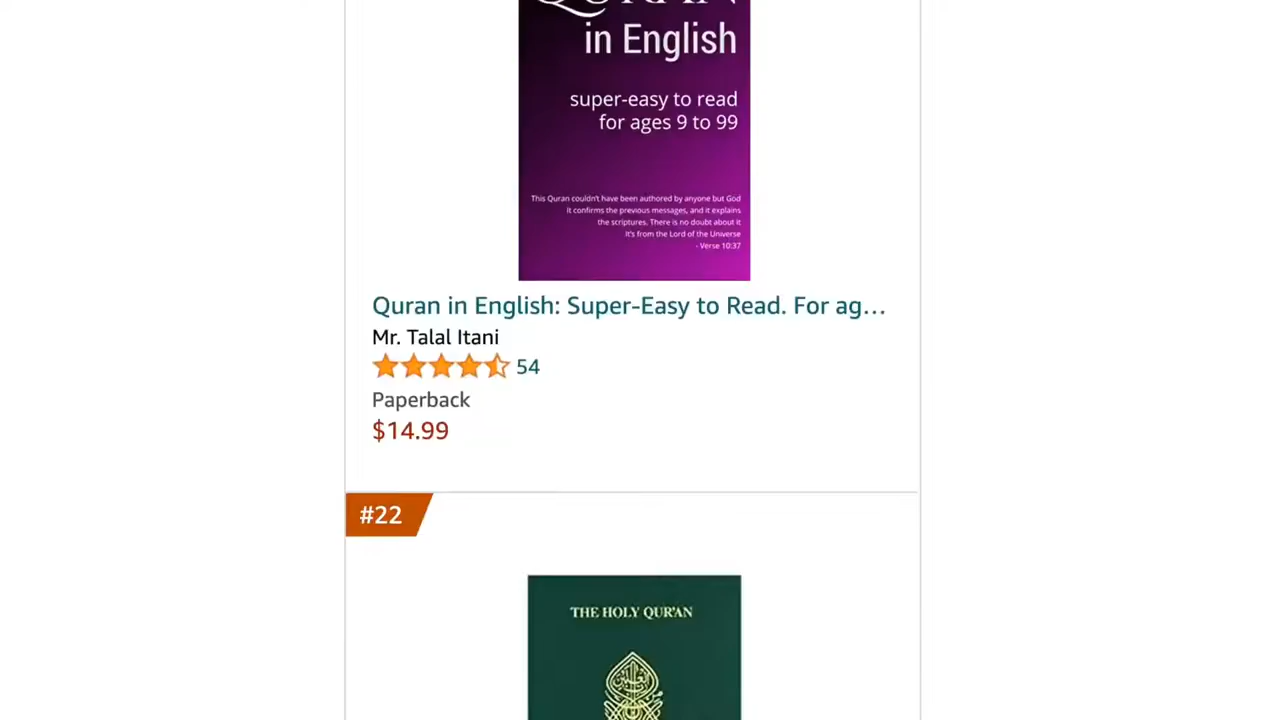 in English
super-easy to read
for ages 9 to 99
This Quran couldn't have been authored by anyone but God
It confirms the previous messages, and it explains
the scriptures. There is no doubt about it
It's from the Lord of the Universe
- Verse 10:37
Quran in English: Super-Easy to Read. For ag...
Mr. Talal Itani
54
Paperback
$14.99
#22
THE HOLY QUR'AN